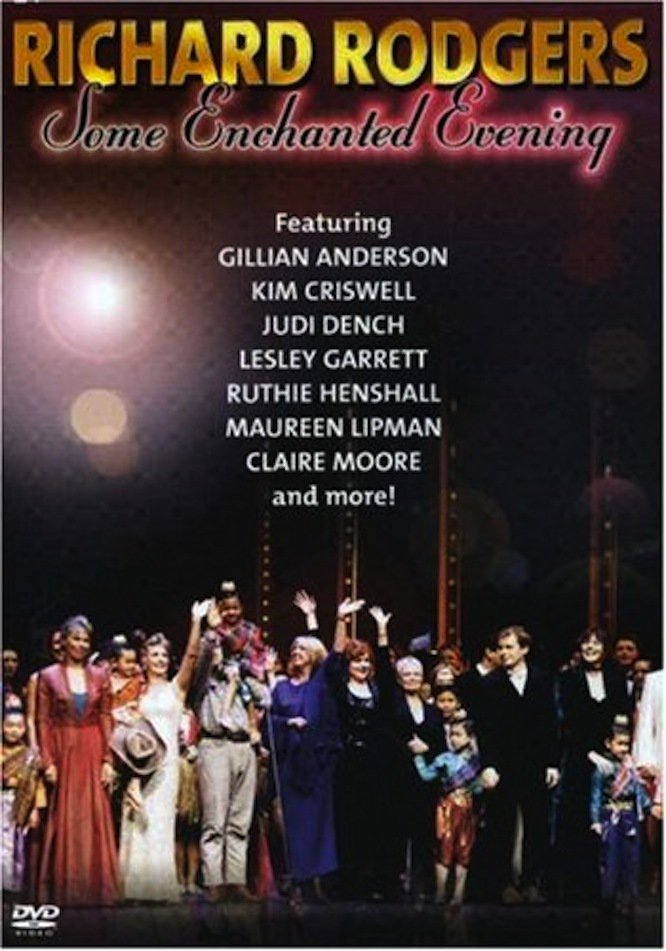 RICHARD RODGERS
Some Enchanted Evening
Featuring
GILLIAN ANDERSON
KIM CRISWELL
JUDI DENCH
LESLEY GARRETT
RUTHIE HENSHALL
MAUREEN LIPMAN
CLAIRE MOORE
and more!
DVD
VIDEO